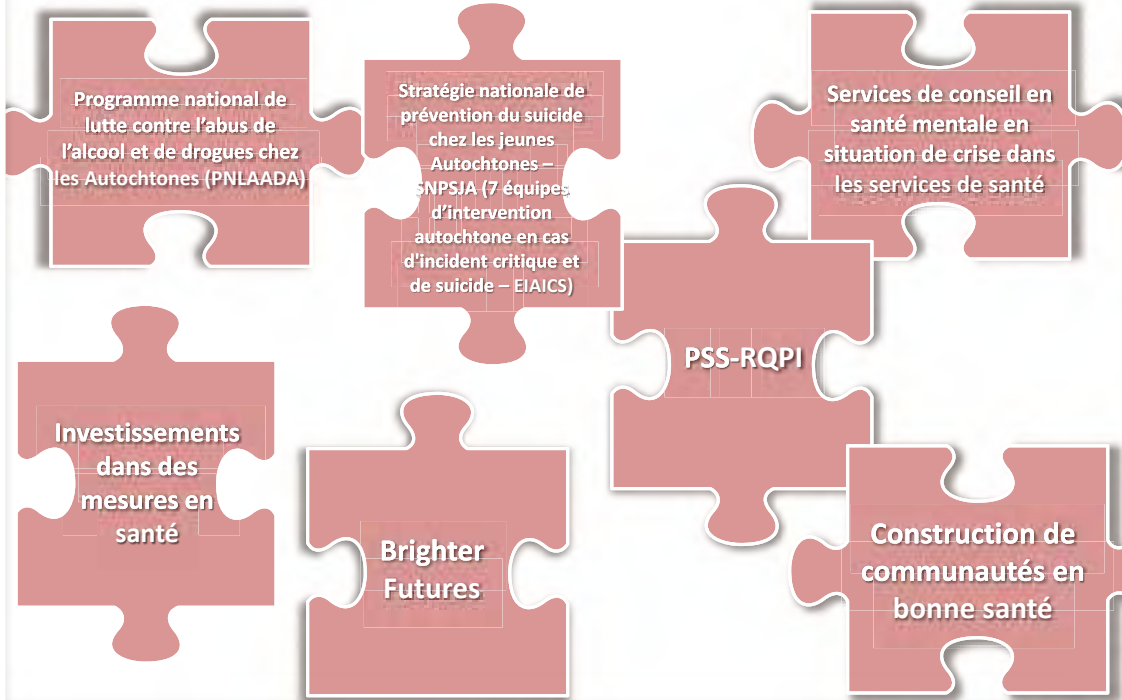 Programme national de
lutte contre l'abus de
l'alcool et de drogues chez
les Autochtones (PNLAADA)
Stratégie nationale de
prévention du suicide
chez les jeunes
Autochtones –
SNPSJA (7 équipes
d'intervention
autochtone en cas
d'incident critique et
de suicide – EIAICS)
Services de conseil en
santé mentale en
situation de crise dans
les services de santé
PSS-RQPI
Investissements
dans des
mesures en
santé
Brighter
Futures
Construction de
communautés en
bonne santé